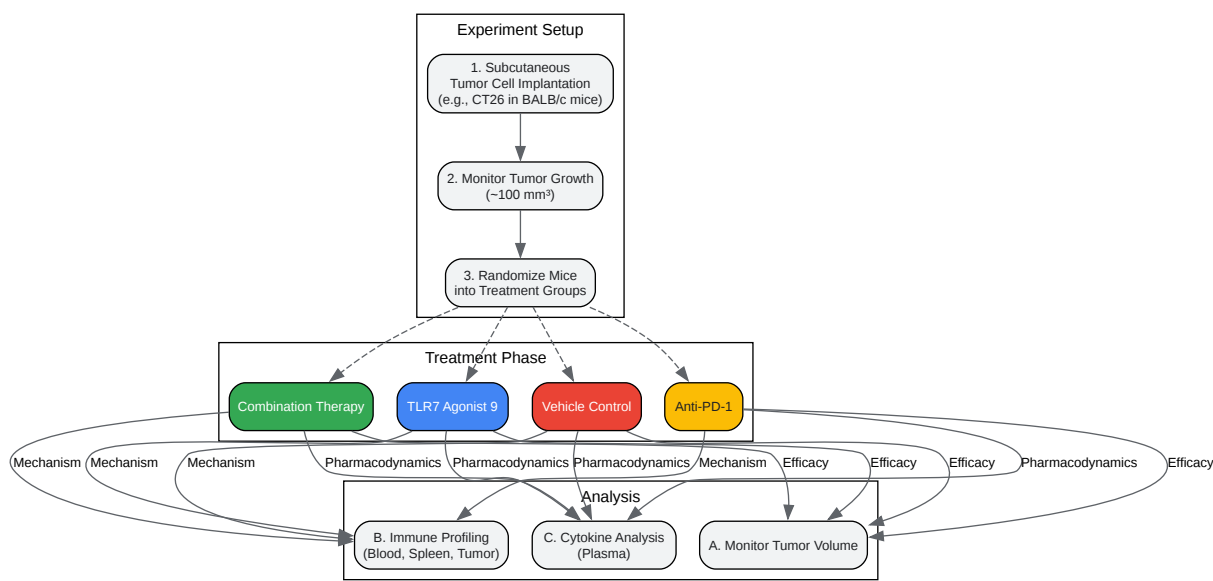 Experiment Setup
1. Subcutaneous
Tumor Cell Implantation
(e.g., CT26 in BALB/c mice)
2. Monitor Tumor Growth
(~100 mm³)
3. Randomize Mice
into Treatment Groups
Treatment Phase
Combination Therapy
TLR7 Agonist 9
Vehicle Control
Anti-PD-1
Mechanism
Mechanism
Mechanism
Pharmacodynamics
Pharmacodynamics
Pharmacodynamics
Mechanism
Efficacy
Efficacy
Efficacy
Pharmacodynamics
Efficacy
Analysis
B. Immune Profiling
(Blood, Spleen, Tumor)
C. Cytokine Analysis
(Plasma)
A. Monitor Tumor Volume